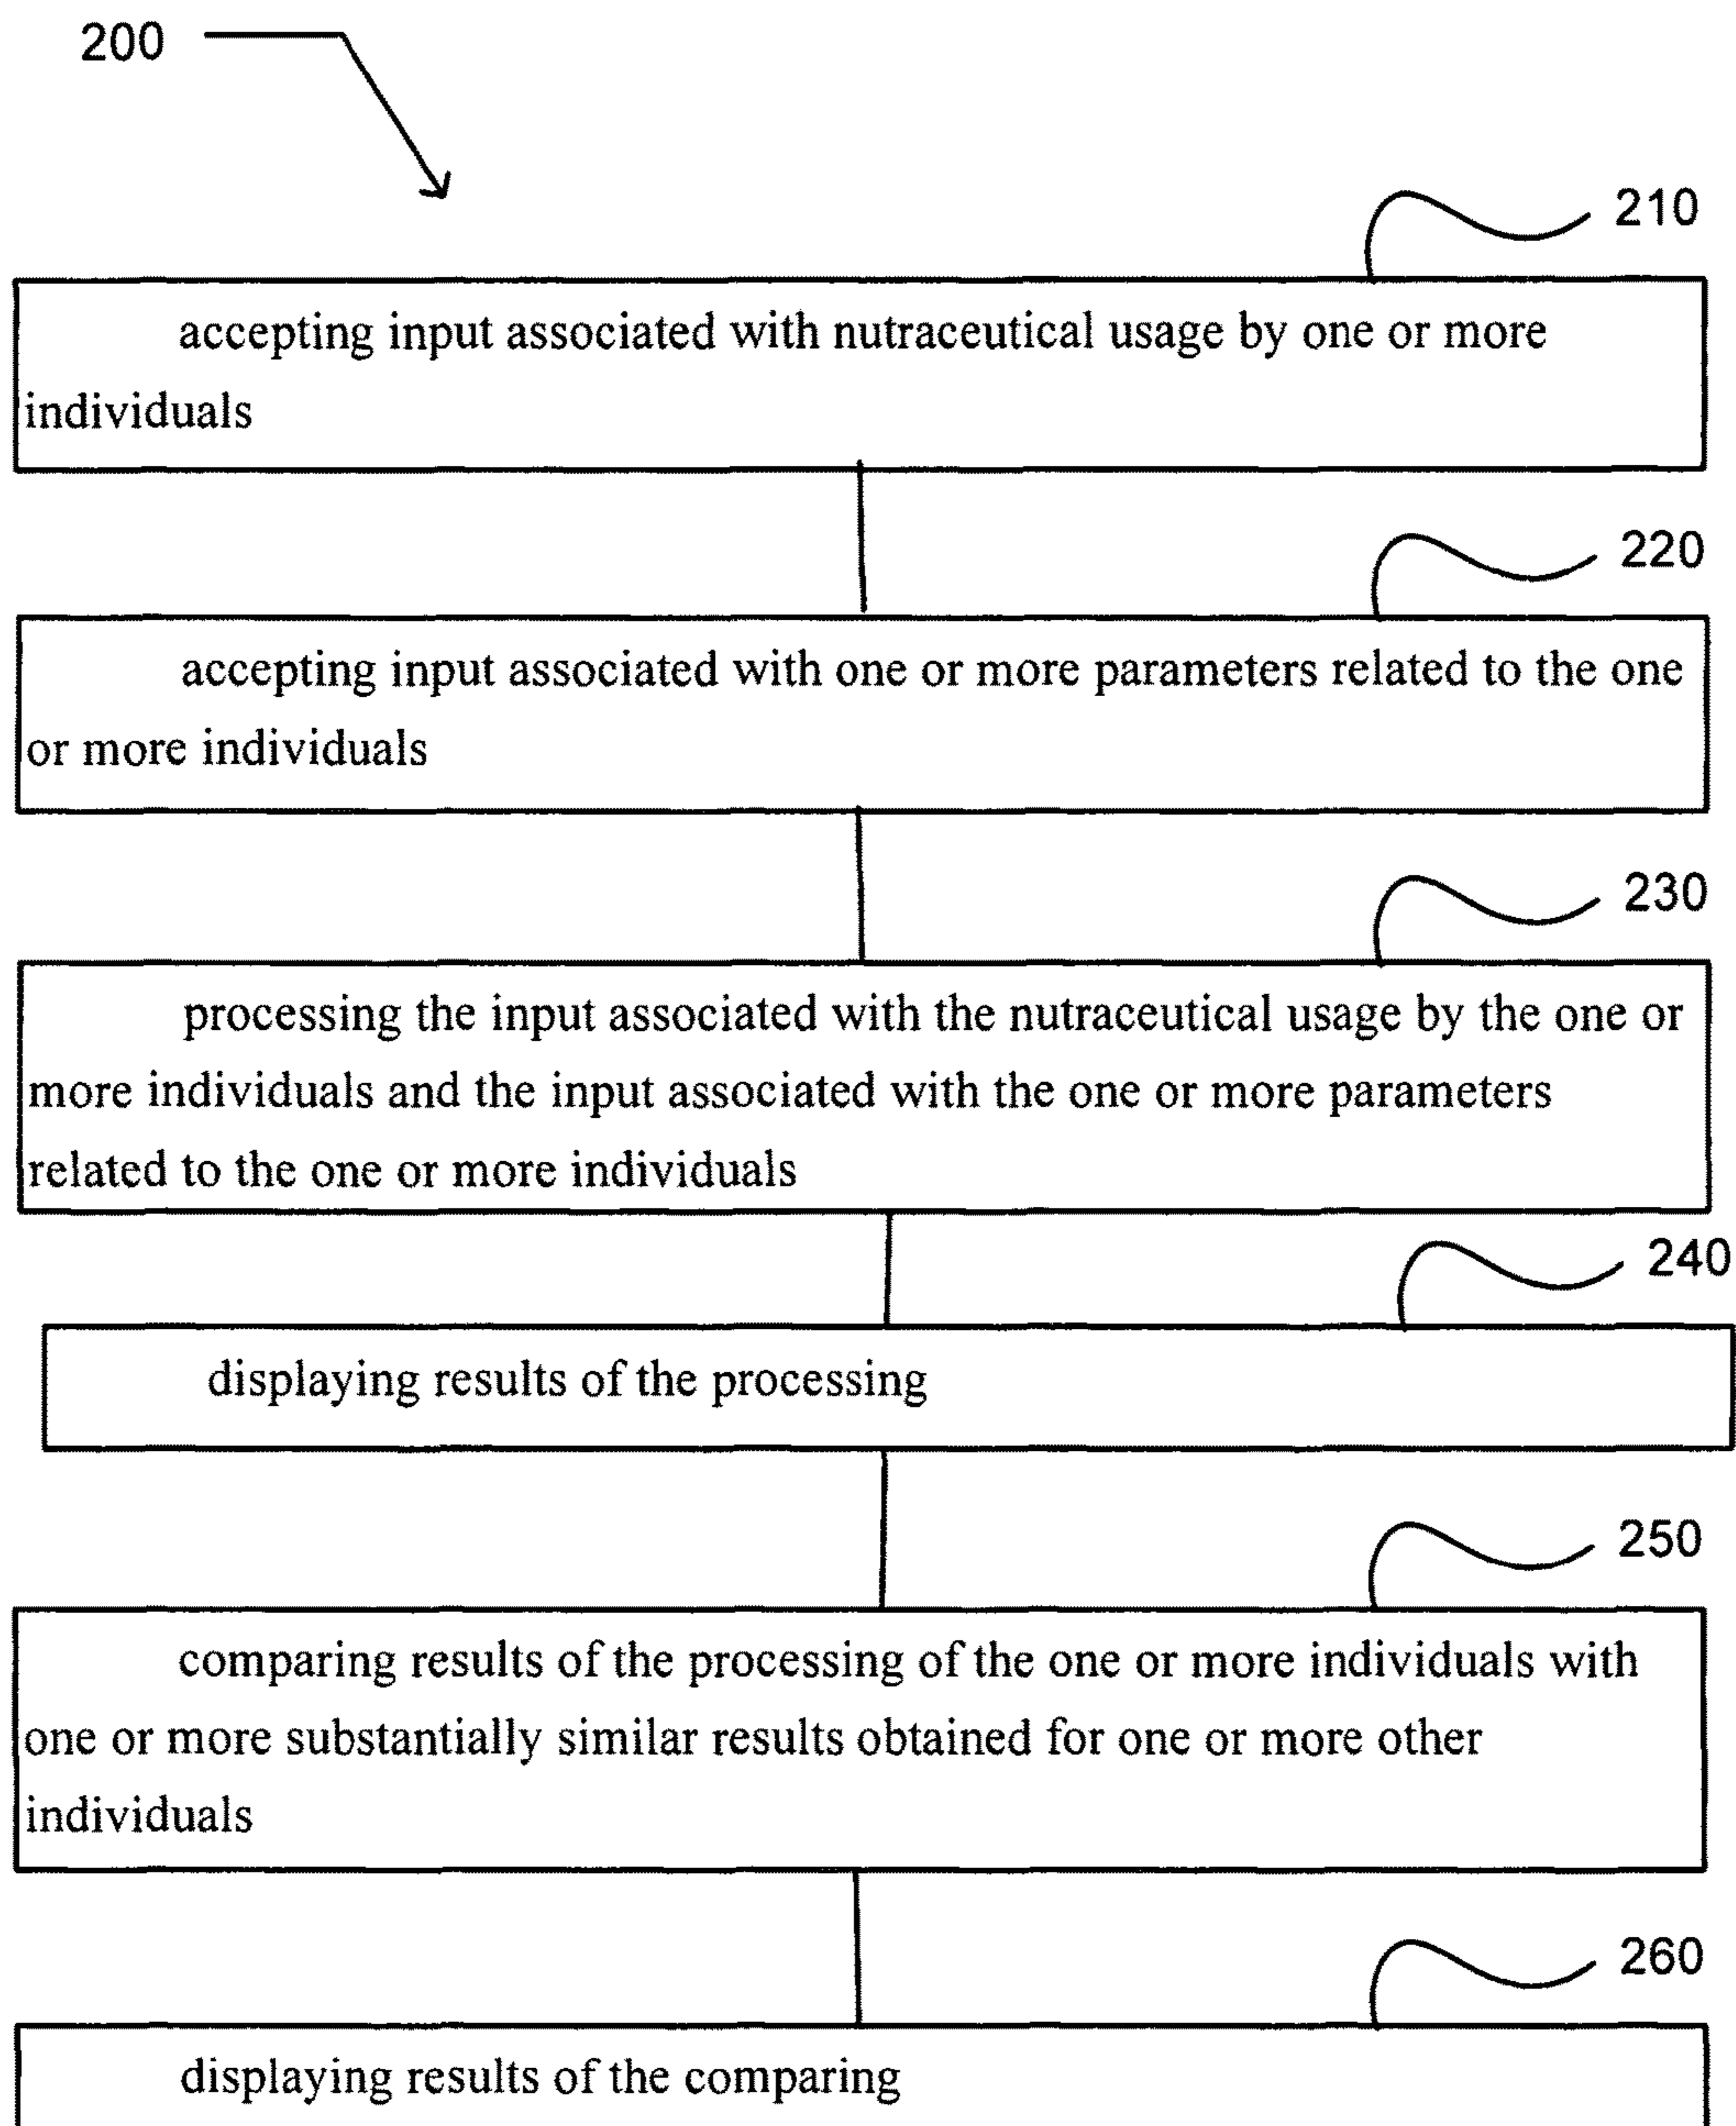 200
210
accepting input associated with nutraceutical usage by one or more
individuals
220
accepting input associated with one or more parameters related to the one
or more individuals
230
processing the input associated with the nutraceutical usage by the one or
more individuals and the input associated with the one or more parameters
related to the one or more individuals
240
displaying results of the processing
250
comparing results of the processing of the one or more individuals with
one or more substantially similar results obtained for one or more other
individuals
260
displaying results of the comparing